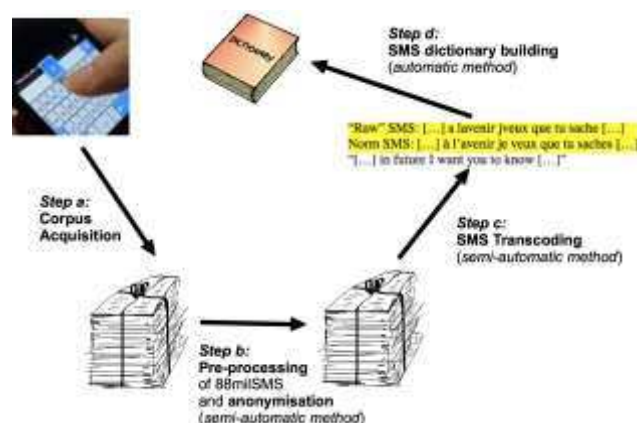 Step d:
SMS dictionary building
(automatic method)
DICTIONARY
"Raw" SMS: […] a lavenir jveux que tu sache […]
Norm SMS: […] à l'avenir je veux que tu saches […]
"[…] in future I want you to know […]"
Step a:
Corpus
Acquisition
Step c:
SMS Transcoding
(semi-automatic method)
Step b:
Pre-processing
of 88milSMS
and anonymisation
(semi-automatic method)